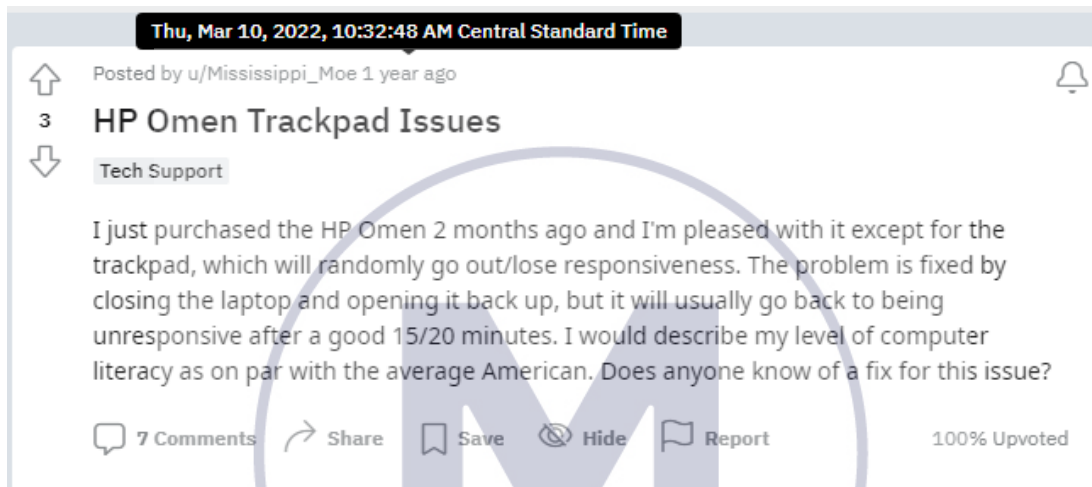 Thu, Mar 10, 2022, 10:32:48 AM Central Standard Time
Posted by u/Mississippi_Moe 1 year ago
3
HP Omen Trackpad Issues
Tech Support
I just purchased the HP Omen 2 months ago and I'm pleased with it except for the
trackpad, which will randomly go out/lose responsiveness. The problem is fixed by
closing the laptop and opening it back up, but it will usually go back to being
unresponsive after a good 15/20 minutes. I would describe my level of computer
literacy as on par with the average American. Does anyone know of a fix for this issue?
7 Comments Share Save Hide Report 100% Upvoted
M